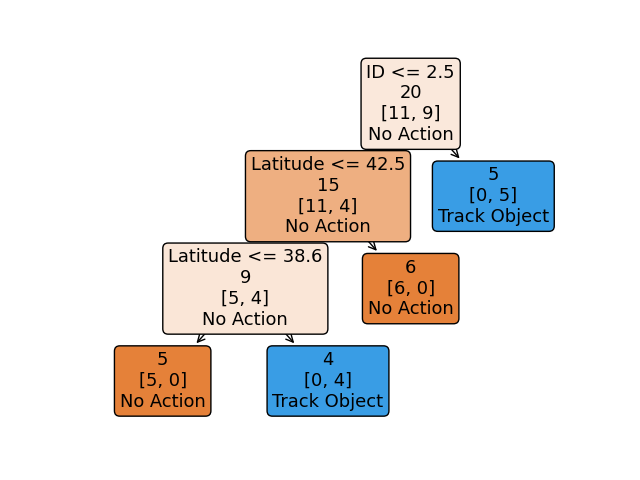 ID <= 2.5
20
[11, 9]
No Action
Latitude <= 42.5
15
[11, 4]
No Action
5
[0, 5]
Track Object
Latitude <= 38.6
9
[5, 4]
No Action
6
[6, 0]
No Action
5
[5, 0]
No Action
4
[0, 4]
Track Object